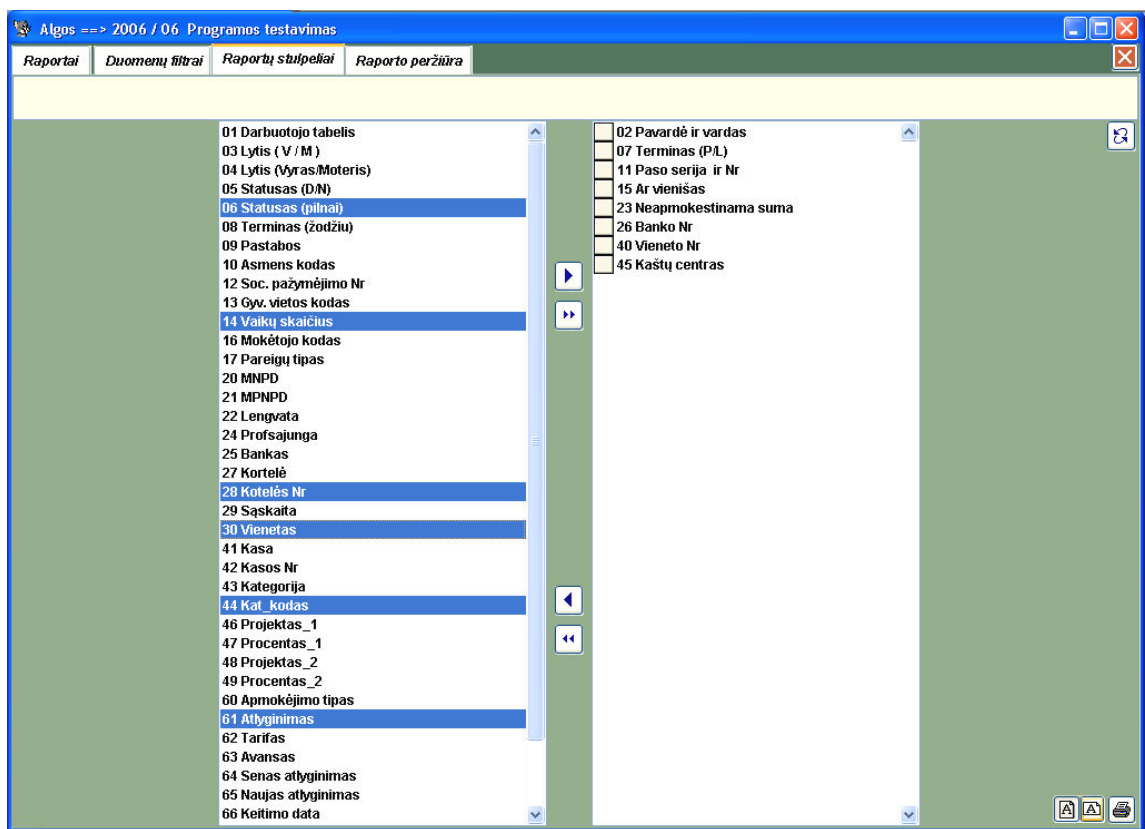 Algos ==> 2006 / 06 Programos testavimas
Raportai
Duomenų filtrai
Raportų stulpeliai
Raporto peržiūra
01 Darbuotojo tabelis
03 Lytis ( V / M )
04 Lytis (Vyras/Moteris)
05 Statusas (D/N)
06 Statusas (pilnai)
08 Terminas (žodžiu)
09 Pastabos
10 Asmens kodas
12 Soc. pažymėjimo Nr
13 Gyv. vietos kodas
14 Vaikų skaičius
16 Mokėtojo kodas
17 Pareigų tipas
20 MNPD
21 MPNPD
22 Lengvata
24 Profsajunga
25 Bankas
27 Kortelė
28 Kotelės Nr
29 Sąskaita
30 Vienetas
41 Kasa
42 Kasos Nr
43 Kategorija
44 Kat_kodas
46 Projektas_1
47 Procentas_1
48 Projektas_2
49 Procentas_2
60 Apmokėjimo tipas
61 Atlyginimas
62 Tarifas
63 Avansas
64 Senas atlyginimas
65 Naujas atlyginimas
66 Keitimo data
02 Pavardė ir vardas
07 Terminas (P/L)
11 Paso serija ir Nr
15 Ar vienišas
23 Neapmokestinama suma
26 Banko Nr
40 Vieneto Nr
45 Kaštų centras
A A